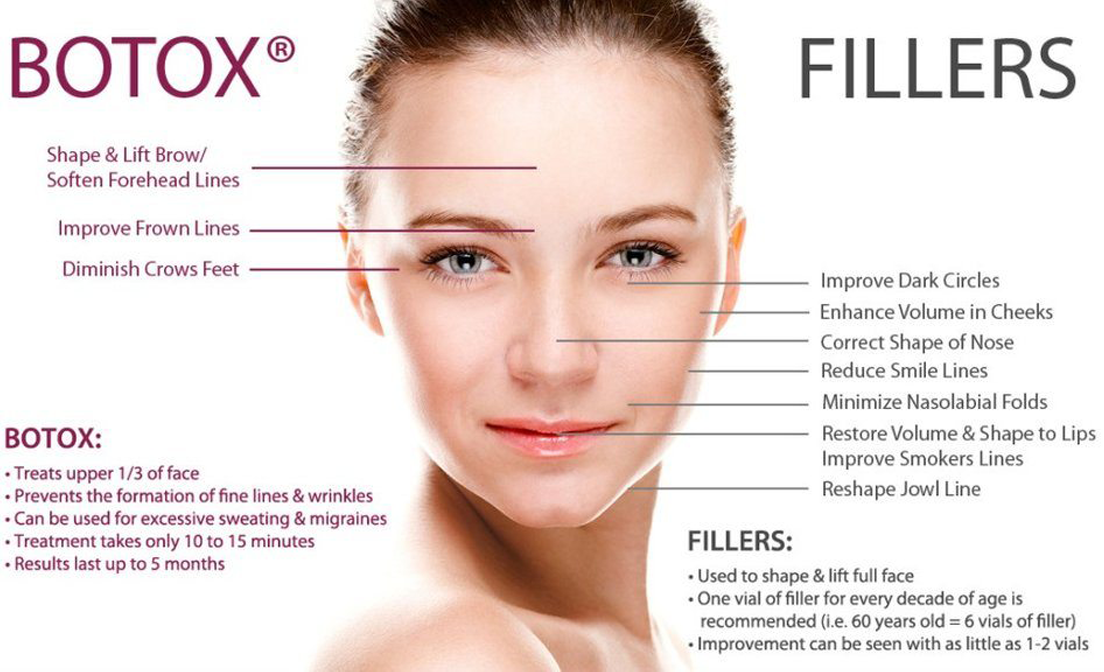 BOTOX®
Shape & Lift Brow/
Soften Forehead Lines
Improve Frown Lines
Diminish Crows Feet
BOTOX:
• Treats upper 1/3 of face
• Prevents the formation of fine lines & wrinkles
• Can be used for excessive sweating & migraines
• Treatment takes only 10 to 15 minutes
• Results last up to 5 months
FILLERS
Improve Dark Circles
Enhance Volume in Cheeks
Correct Shape of Nose
Reduce Smile Lines
Minimize Nasolabial Folds
Restore Volume & Shape to Lips
Improve Smokers Lines
Reshape Jowl Line
FILLERS:
• Used to shape & lift full face
• One vial of filler for every decade of age is
recommended (i.e. 60 years old = 6 vials of filler)
• Improvement can be seen with as little as 1-2 vials